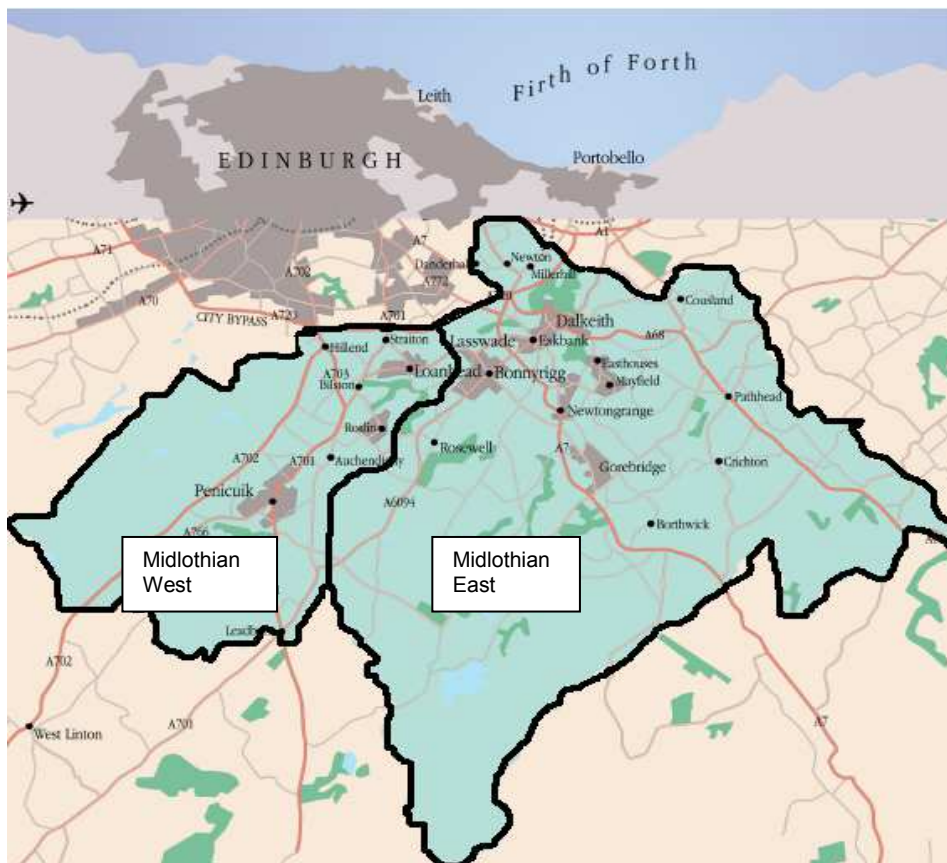 Firth of Forth
Leith
EDINBURGH
Portobello
A71
A7
A1
A702
Newton
Millerhill
A772
A70
Cousland
CITY BYPASS
A720
A701
Dalkeith
A68
Straiton
Lasswade
Eskbank
Hillend
Easthouses
Loanhead
Bonnyrigg
A703
Mayfield
Bilston
Pathhead
Newtongrange
Roslin
Rosewell
A7
A702
A701
Auchendinny
Gorebridge
Crichton
Penicuik
A6094
Borthwick
A766
Midlothian
West
Midlothian
East
A702
A701
A7
West Linton